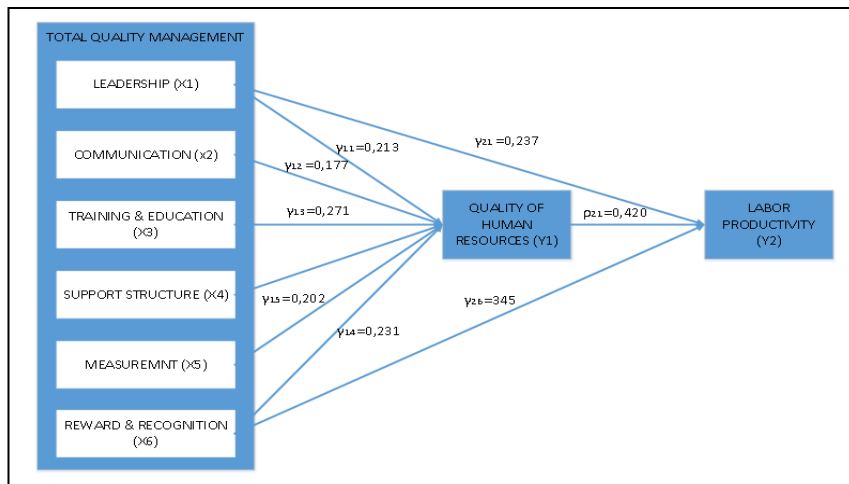 TOTAL QUALITY MANAGEMENT
LEADERSHIP (X1)
COMMUNICATION (x2)
TRAINING & EDUCATION
(X3)
SUPPORT STRUCTURE (X4)
MEASUREMNT (X5)
REWARD & RECOGNITION
(X6)
γ₁₁=0,213
γ₁₂=0,177
γ₁₃=0,271
γ₁₅=0,202
γ₁₄=0,231
γ₂₁=0,237
QUALITY OF
HUMAN
RESOURCES (Y1)
ρ₂₁=0,420
γ₂₆=345
LABOR
PRODUCTIVITY
(Y2)